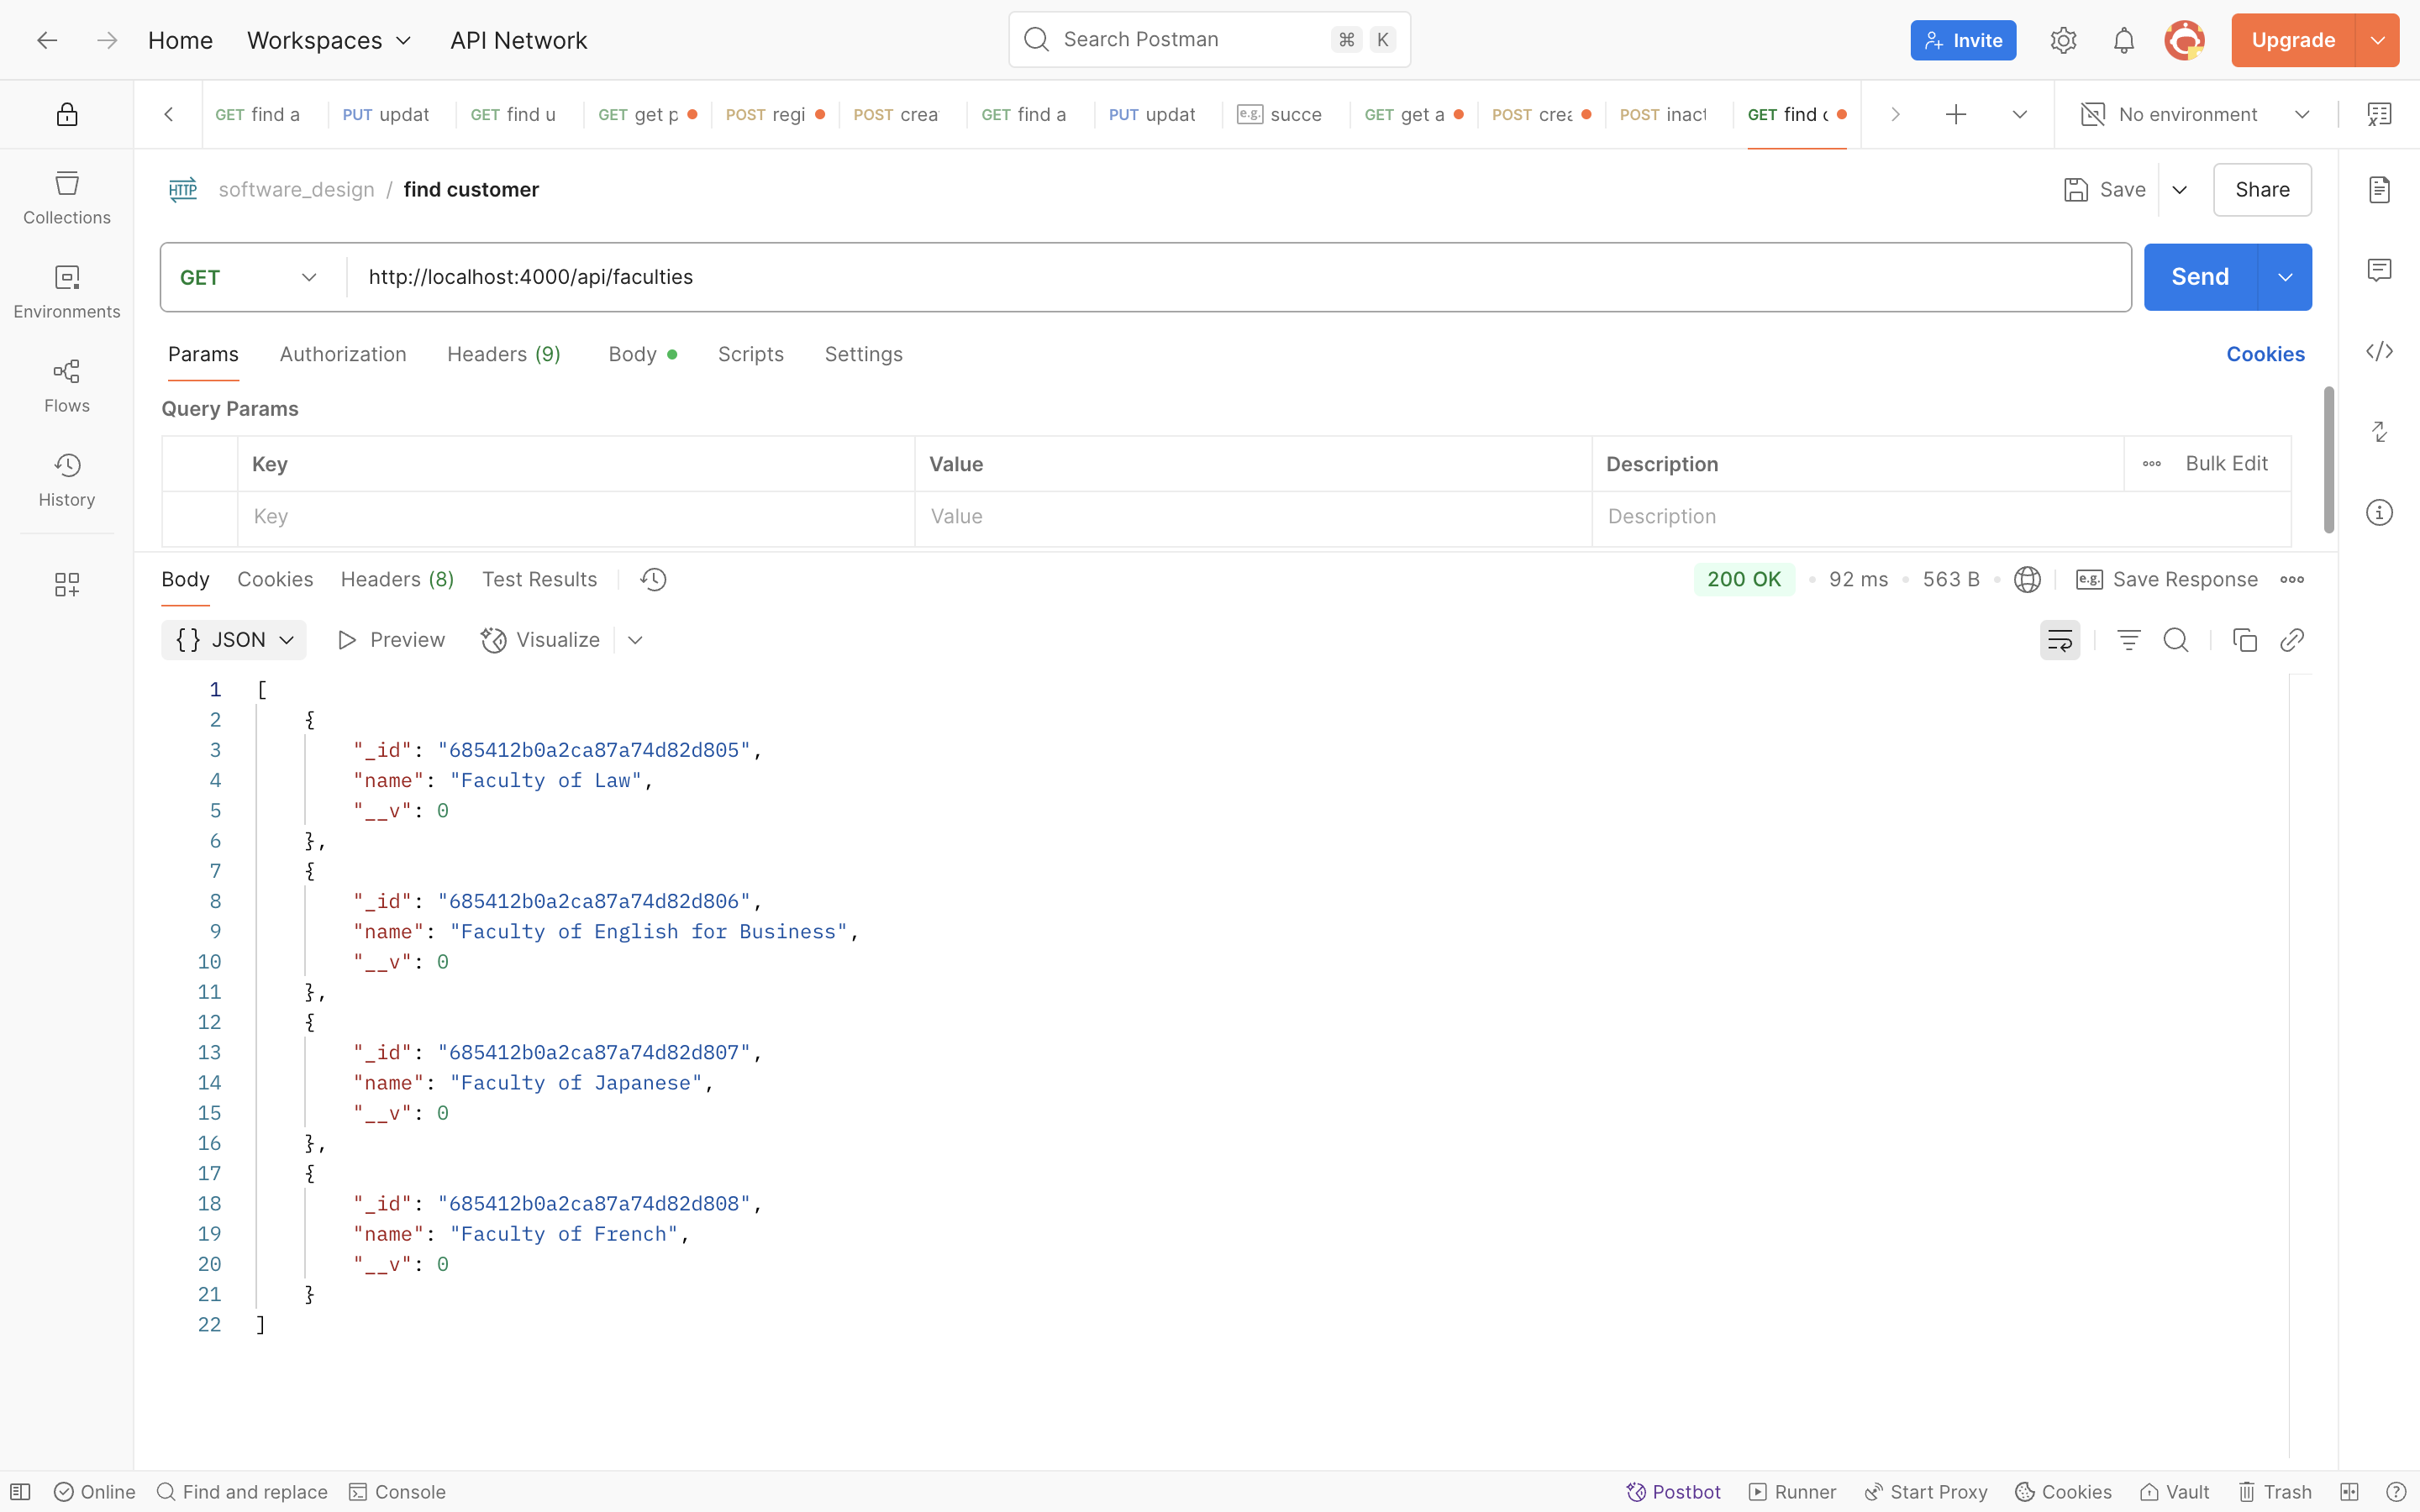 Home Workspaces API Network Search Postman ⌘ K Invite Upgrade
GET find a PUT updat GET find u GET get p POST regi POST crea GET find a PUT updat e.g. succe GET get a POST crea POST inact GET find c No environment
HTTP software_design / find customer Save Share
Collections
GET http://localhost:4000/api/faculties Send
Environments
Params Authorization Headers (9) Body Scripts Settings Cookies
Flows
Query Params
Key Value Description Bulk Edit
History
Key Value Description
Body Cookies Headers (8) Test Results 200 OK 92 ms 563 B e.g. Save Response
{} JSON Preview Visualize
1 [
2 {
3 "_id": "685412b0a2ca87a74d82d805",
4 "name": "Faculty of Law",
5 "__v": 0
6 },
7 {
8 "_id": "685412b0a2ca87a74d82d806",
9 "name": "Faculty of English for Business",
10 "__v": 0
11 },
12 {
13 "_id": "685412b0a2ca87a74d82d807",
14 "name": "Faculty of Japanese",
15 "__v": 0
16 },
17 {
18 "_id": "685412b0a2ca87a74d82d808",
19 "name": "Faculty of French",
20 "__v": 0
21 }
22 ]
Online Find and replace Console Postbot Runner Start Proxy Cookies Vault Trash